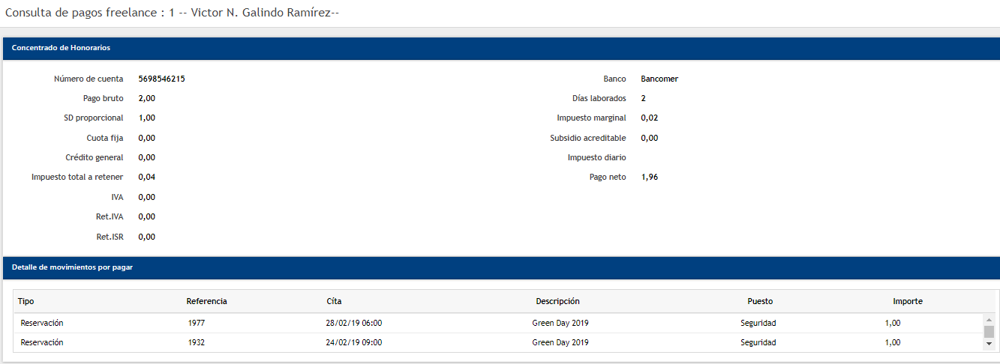 Consulta de pagos freelance : 1 -- Victor N. Galindo Ramírez--
Concentrado de Honorarios
Número de cuenta 5698546215 Banco Bancomer
Pago bruto 2,00 Días laborados 2
SD proporcional 1,00 Impuesto marginal 0,02
Cuota fija 0,00 Subsidio acreditable 0,00
Crédito general 0,00 Impuesto diario
Impuesto total a retener 0,04 Pago neto 1,96
IVA 0,00
Ret.IVA 0,00
Ret.ISR 0,00
Detalle de movimientos por pagar
Tipo Referencia Cíta Descripción Puesto Importe
Reservación 1977 28/02/19 06:00 Green Day 2019 Seguridad 1,00
Reservación 1932 24/02/19 09:00 Green Day 2019 Seguridad 1,00